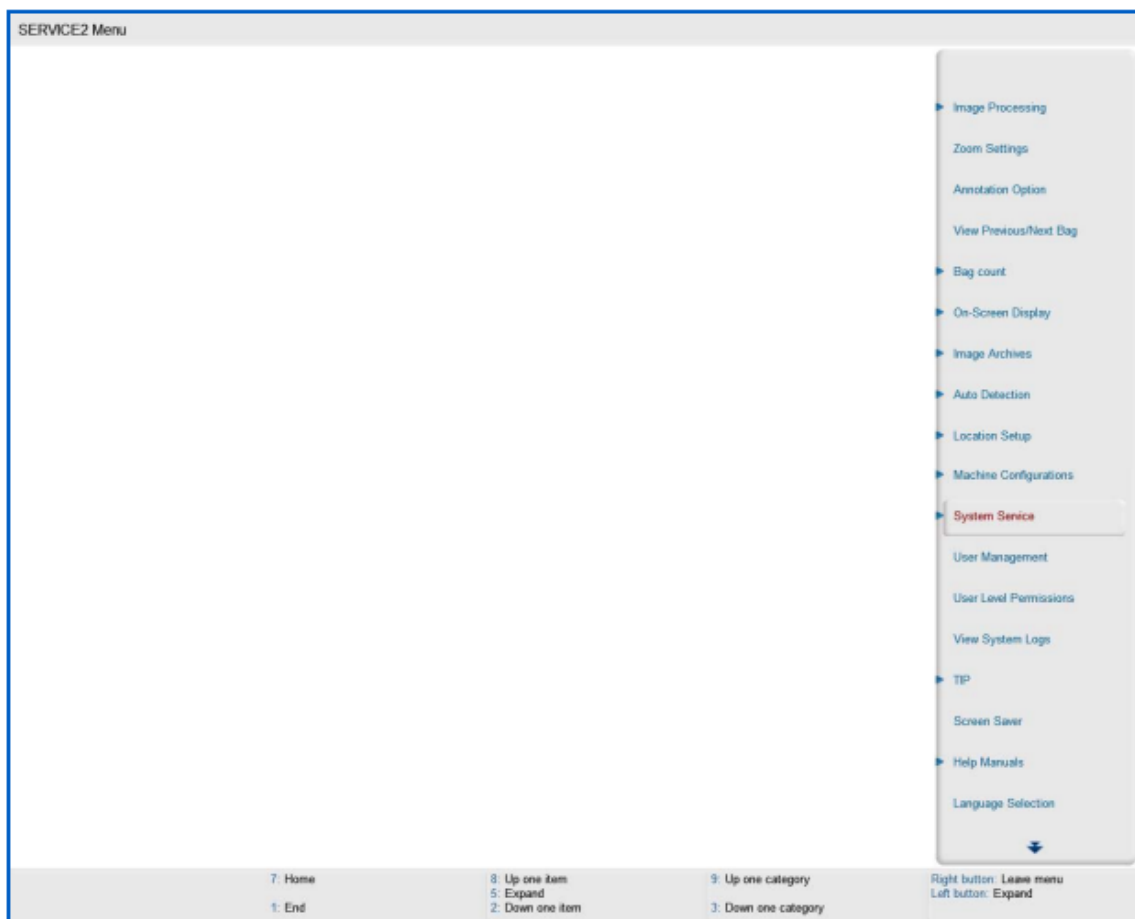 SERVICE2 Menu
Image Processing
Zoom Settings
Annotation Option
View Previous/Next Bag
Bag count
On-Screen Display
Image Archives
Auto Detection
Location Setup
Machine Configurations
System Service
User Management
User Level Permissions
View System Logs
TIP
Screen Saver
Help Manuals
Language Selection
7: Home
1: End
8: Up one item
5: Expand
2: Down one item
9: Up one category
3: Down one category
Right button: Leave menu
Left button: Expand